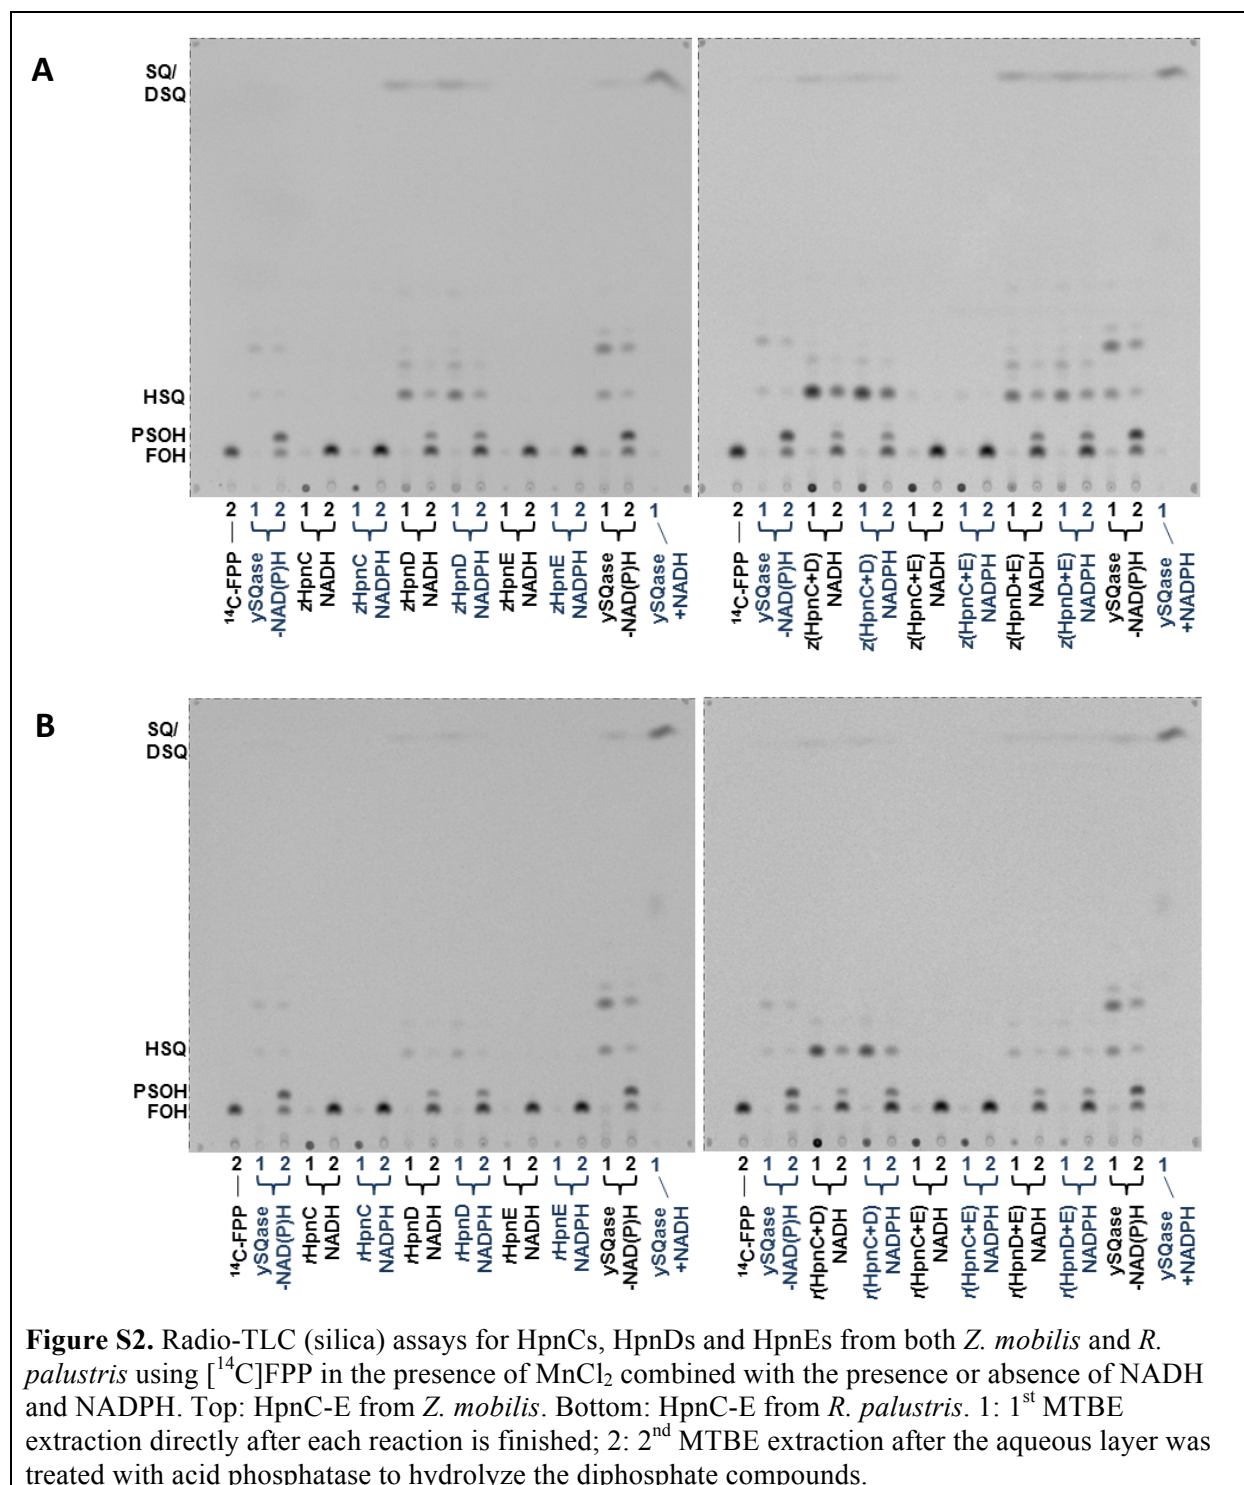 A
SQ/
DSQ
HSQ
PSOH
FOH
2 1 2 1 2 1 2 1 2 1 2 1 2 1 2 1 2 1
¹⁴C-FPP
ySQase
-NAD(P)H
zHpnC
NADH
zHpnC
NADPH
zHpnD
NADH
zHpnD
NADPH
zHpnE
NADH
zHpnE
NADPH
ySQase
-NAD(P)H
ySQase
+NADH
2 1 2 1 2 1 2 1 2 1 2 1 2 1 2 1 2 1
¹⁴C-FPP
ySQase
-NAD(P)H
z(HpnC+D)
NADH
z(HpnC+D)
NADPH
z(HpnC+E)
NADH
z(HpnC+E)
NADPH
z(HpnD+E)
NADH
z(HpnD+E)
NADPH
ySQase
-NAD(P)H
ySQase
+NADPH
B
SQ/
DSQ
HSQ
PSOH
FOH
2 1 2 1 2 1 2 1 2 1 2 1 2 1 2 1 2 1
¹⁴C-FPP
ySQase
-NAD(P)H
rHpnC
NADH
rHpnC
NADPH
rHpnD
NADH
rHpnD
NADPH
rHpnE
NADH
rHpnE
NADPH
ySQase
-NAD(P)H
ySQase
+NADH
2 1 2 1 2 1 2 1 2 1 2 1 2 1 2 1 2 1
¹⁴C-FPP
ySQase
-NAD(P)H
r(HpnC+D)
NADH
r(HpnC+D)
NADPH
r(HpnC+E)
NADH
r(HpnC+E)
NADPH
r(HpnD+E)
NADH
r(HpnD+E)
NADPH
ySQase
-NAD(P)H
ySQase
+NADPH
Figure S2. Radio-TLC (silica) assays for HpnCs, HpnDs and HpnEs from both Z. mobilis and R.
palustris using [¹⁴C]FPP in the presence of MnCl₂ combined with the presence or absence of NADH
and NADPH. Top: HpnC-E from Z. mobilis. Bottom: HpnC-E from R. palustris. 1: 1ˢᵗ MTBE
extraction directly after each reaction is finished; 2: 2ⁿᵈ MTBE extraction after the aqueous layer was
treated with acid phosphatase to hydrolyze the diphosphate compounds.